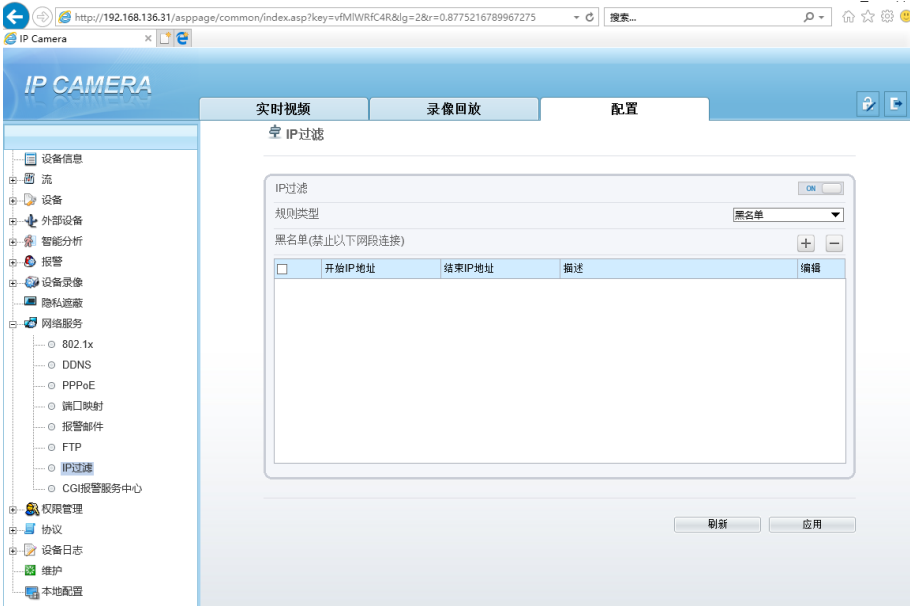 http://192.168.136.31/asppage/common/index.asp?key=vfMlWRfC4R&lg=2&r=0.8775216789967275
搜索...
IP Camera
IP CAMERA
实时视频
录像回放
配置
IP过滤
设备信息
流
设备
外部设备
智能分析
报警
设备录像
隐私遮蔽
网络服务
802.1x
DDNS
PPPoE
端口映射
报警邮件
FTP
IP过滤
CGI报警服务中心
权限管理
协议
设备日志
维护
本地配置
IP过滤
ON
规则类型
黑名单
黑名单(禁止以下网段连接)
开始IP地址 结束IP地址 描述 编辑
刷新 应用